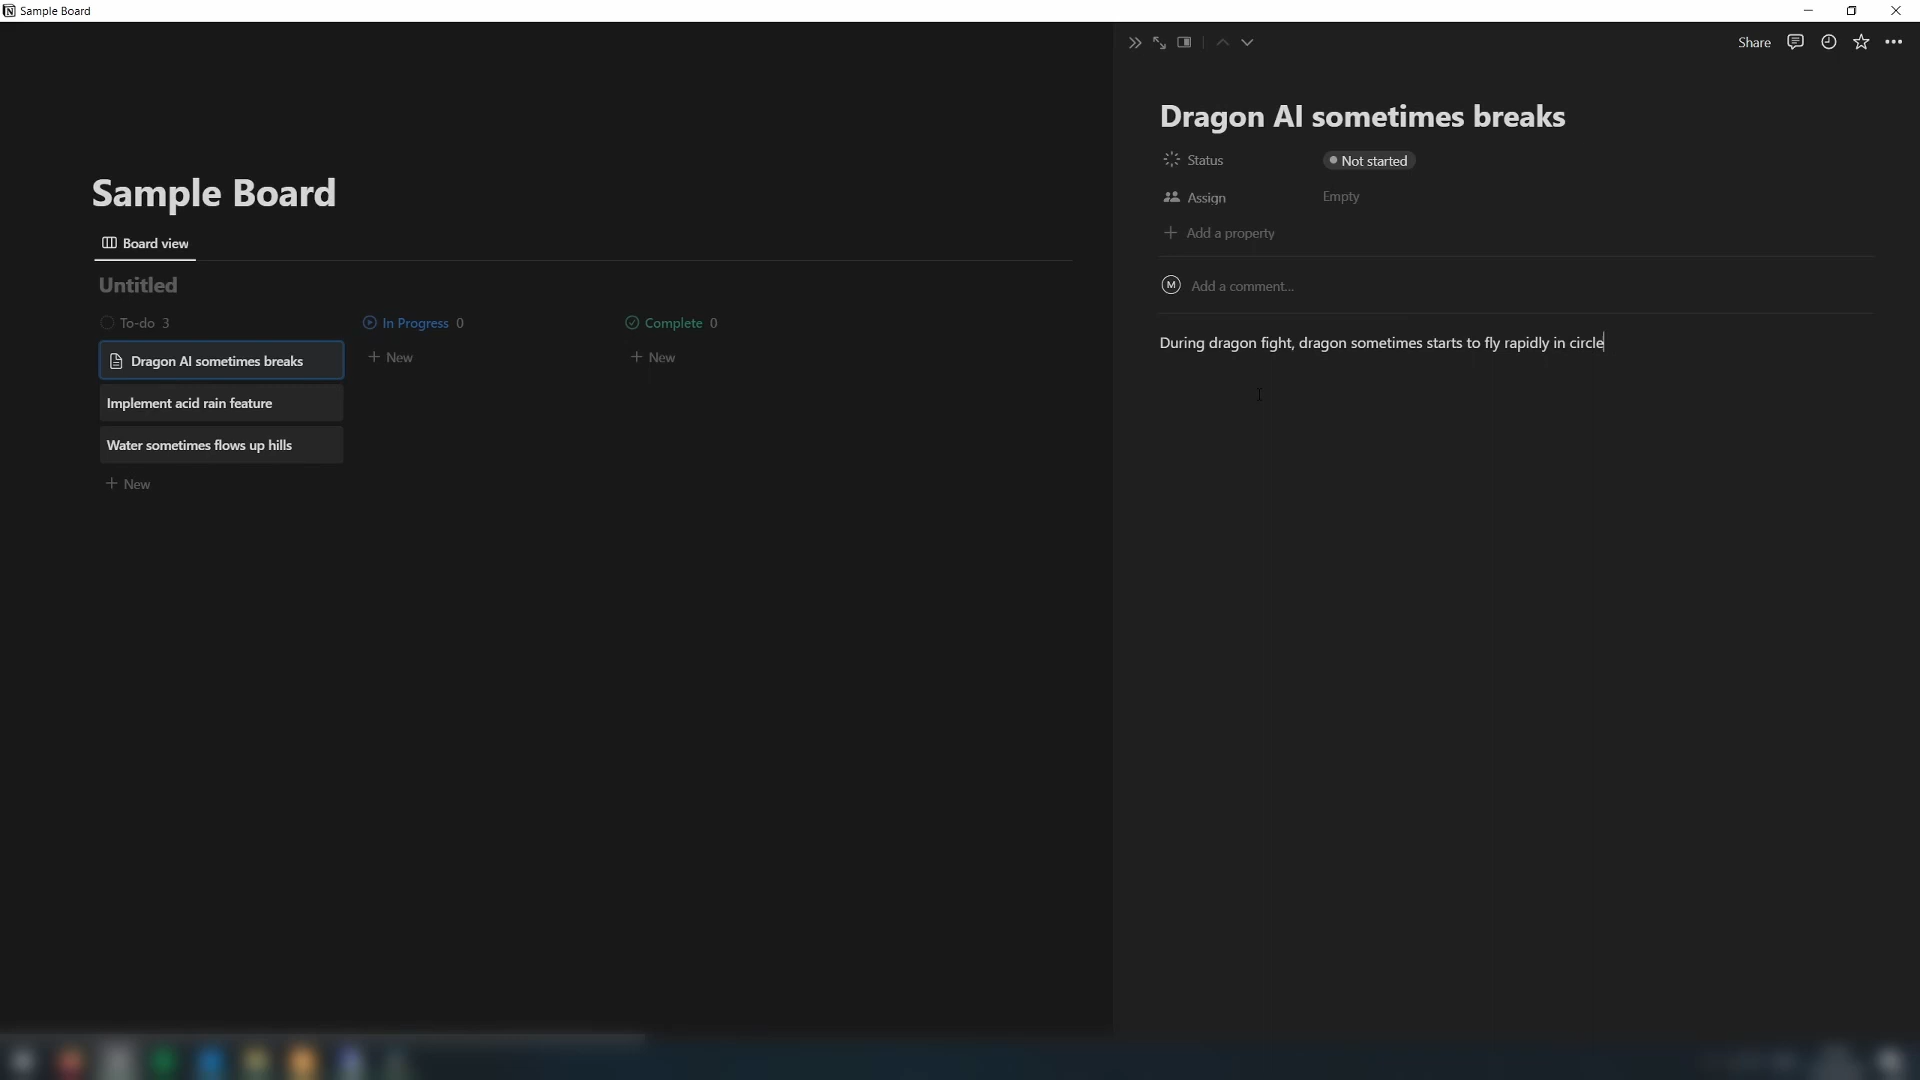 Sample Board
Share
Dragon AI sometimes breaks
Status Not started
Assign Empty
Add a property
M Add a comment...
During dragon fight, dragon sometimes starts to fly rapidly in circle
Sample Board
Board view
Untitled
To-do 3
In Progress 0
Complete 0
Dragon AI sometimes breaks
New
New
Implement acid rain feature
Water sometimes flows up hills
New